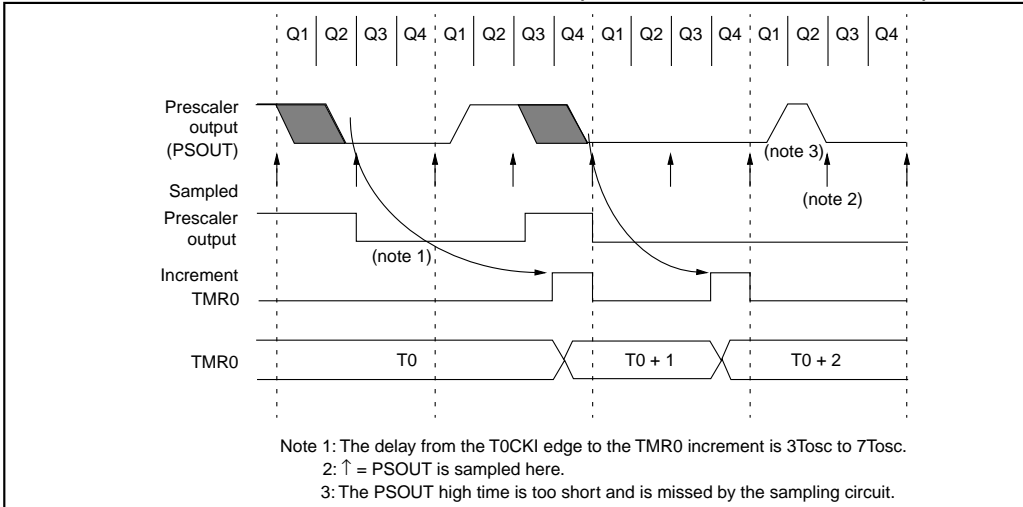 Q1 Q2 Q3 Q4 Q1 Q2 Q3 Q4 Q1 Q2 Q3 Q4 Q1 Q2 Q3 Q4
Prescaler
output
(PSOUT)
(note 3)
(note 2)
Sampled
Prescaler
output
(note 1)
Increment
TMR0
TMR0
T0 T0 + 1 T0 + 2
Note 1: The delay from the T0CKI edge to the TMR0 increment is 3Tosc to 7Tosc.
2: ↑ = PSOUT is sampled here.
3: The PSOUT high time is too short and is missed by the sampling circuit.